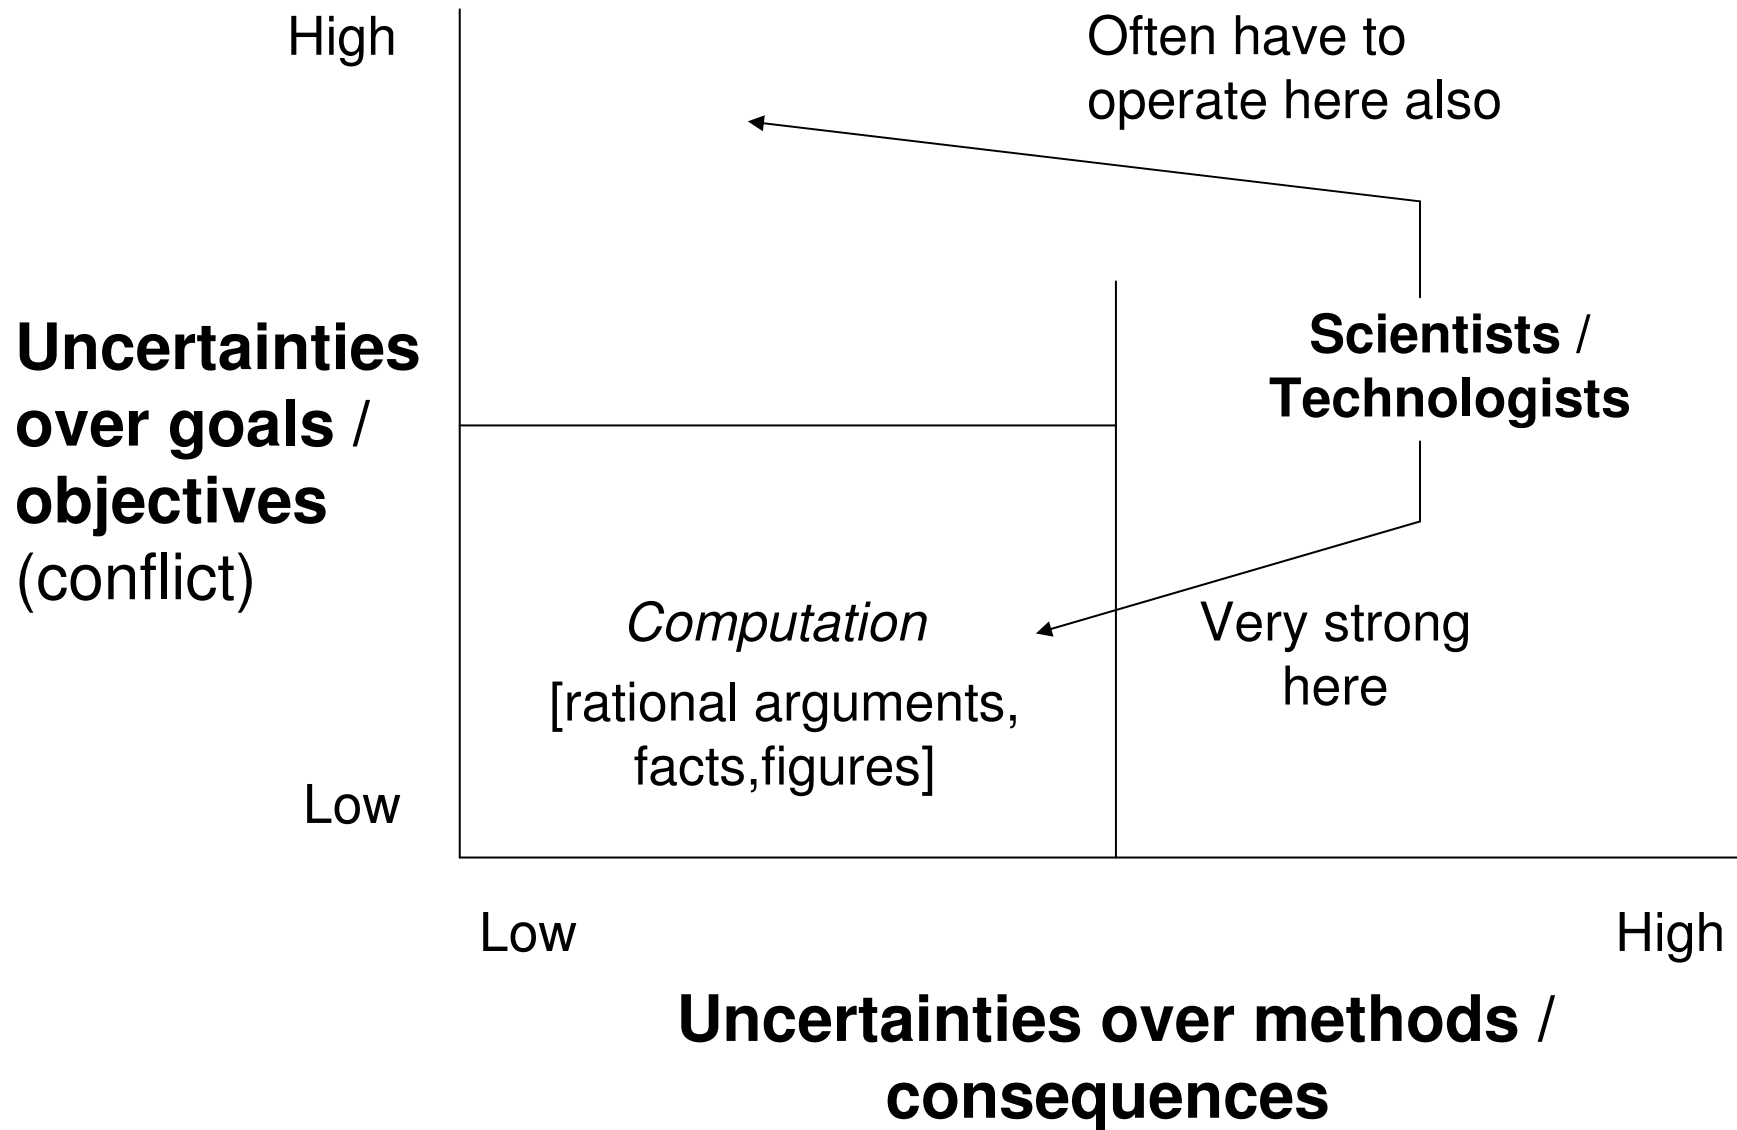 High
Often have to
operate here also
Uncertainties
over goals /
objectives
(conflict)
Scientists /
Technologists
Computation
[rational arguments,
facts,figures]
Very strong
here
Low
Low
High
Uncertainties over methods /
consequences